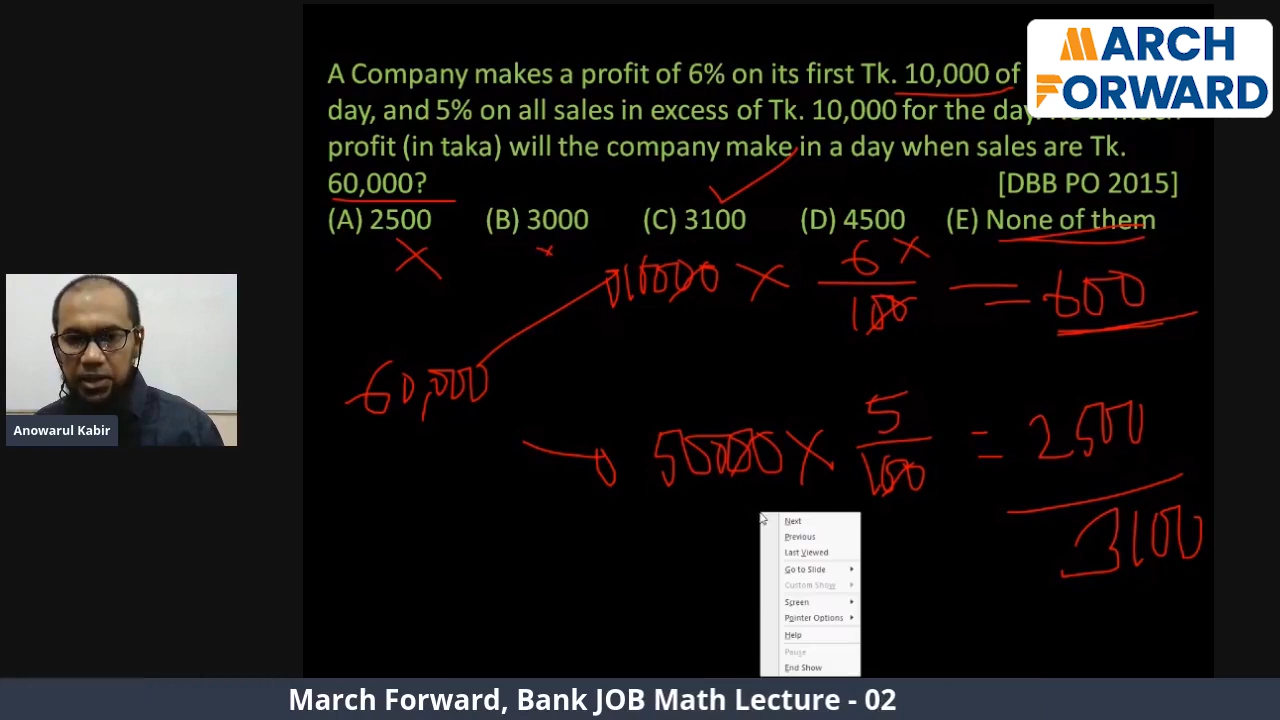 MARCH
FORWARD
A Company makes a profit of 6% on its first Tk. 10,000 of
day, and 5% on all sales in excess of Tk. 10,000 for the day.
profit (in taka) will the company make in a day when sales are Tk.
60,000? [DBB PO 2015]
(A) 2500 (B) 3000 (C) 3100 (D) 4500 (E) None of them
10000 × 6/100 = 600
60,000
50000 × 5/100 = 2500
3100
Anowarul Kabir
Next
Previous
Last Viewed
Go to Slide
Custom Show
Screen
Pointer Options
Help
Pause
End Show
March Forward, Bank JOB Math Lecture - 02